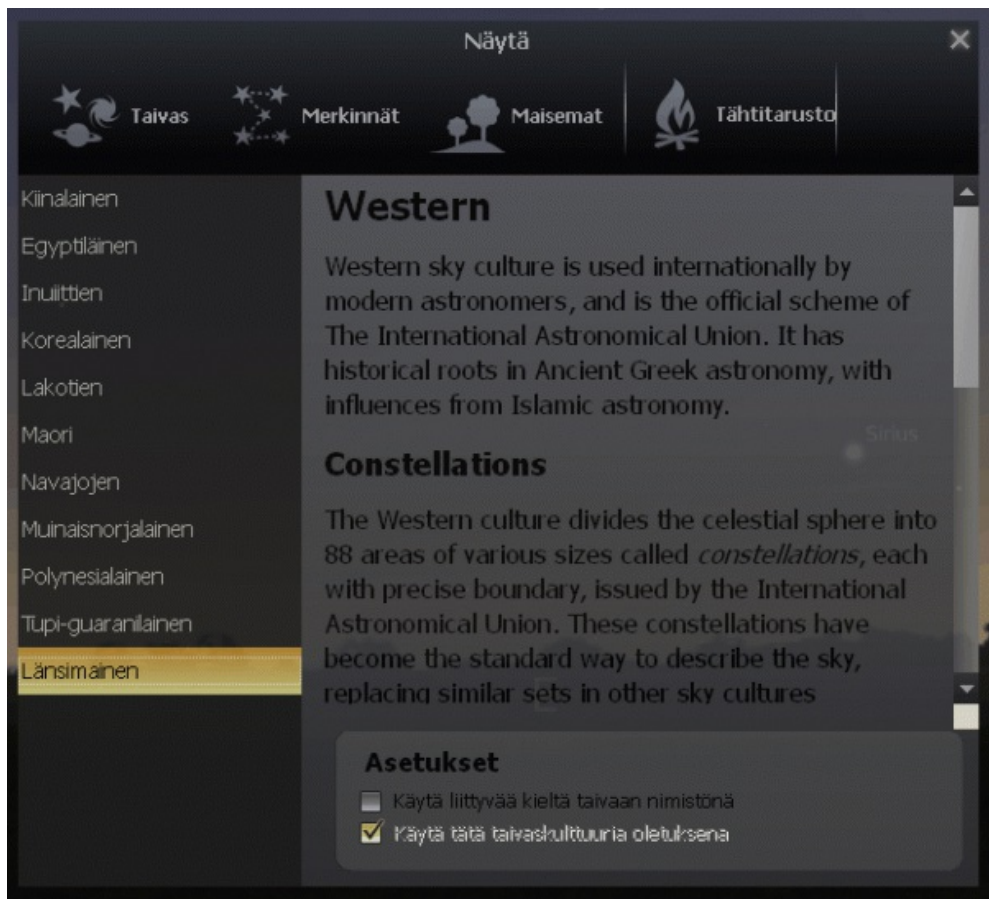 Näytä
Taivas
Merkinnät
Maisemat
Tähtitarusto
Kiinalainen
Egyptiläinen
Inuiittien
Korealainen
Lakotien
Maori
Navajojen
Muinaisnorjalainen
Polynesialainen
Tupi-guaranilainen
Länsimainen
Western
Western sky culture is used internationally by
modern astronomers, and is the official scheme of
The International Astronomical Union. It has
historical roots in Ancient Greek astronomy, with
influences from Islamic astronomy.
Sirius
Constellations
The Western culture divides the celestial sphere into
88 areas of various sizes called constellations, each
with precise boundary, issued by the International
Astronomical Union. These constellations have
become the standard way to describe the sky,
replacing similar sets in other sky cultures
E
Asetukset
Käytä liittyvää kieltä taivaan nimistönä
Käytä tätä taivaskulttuuria oletuksena